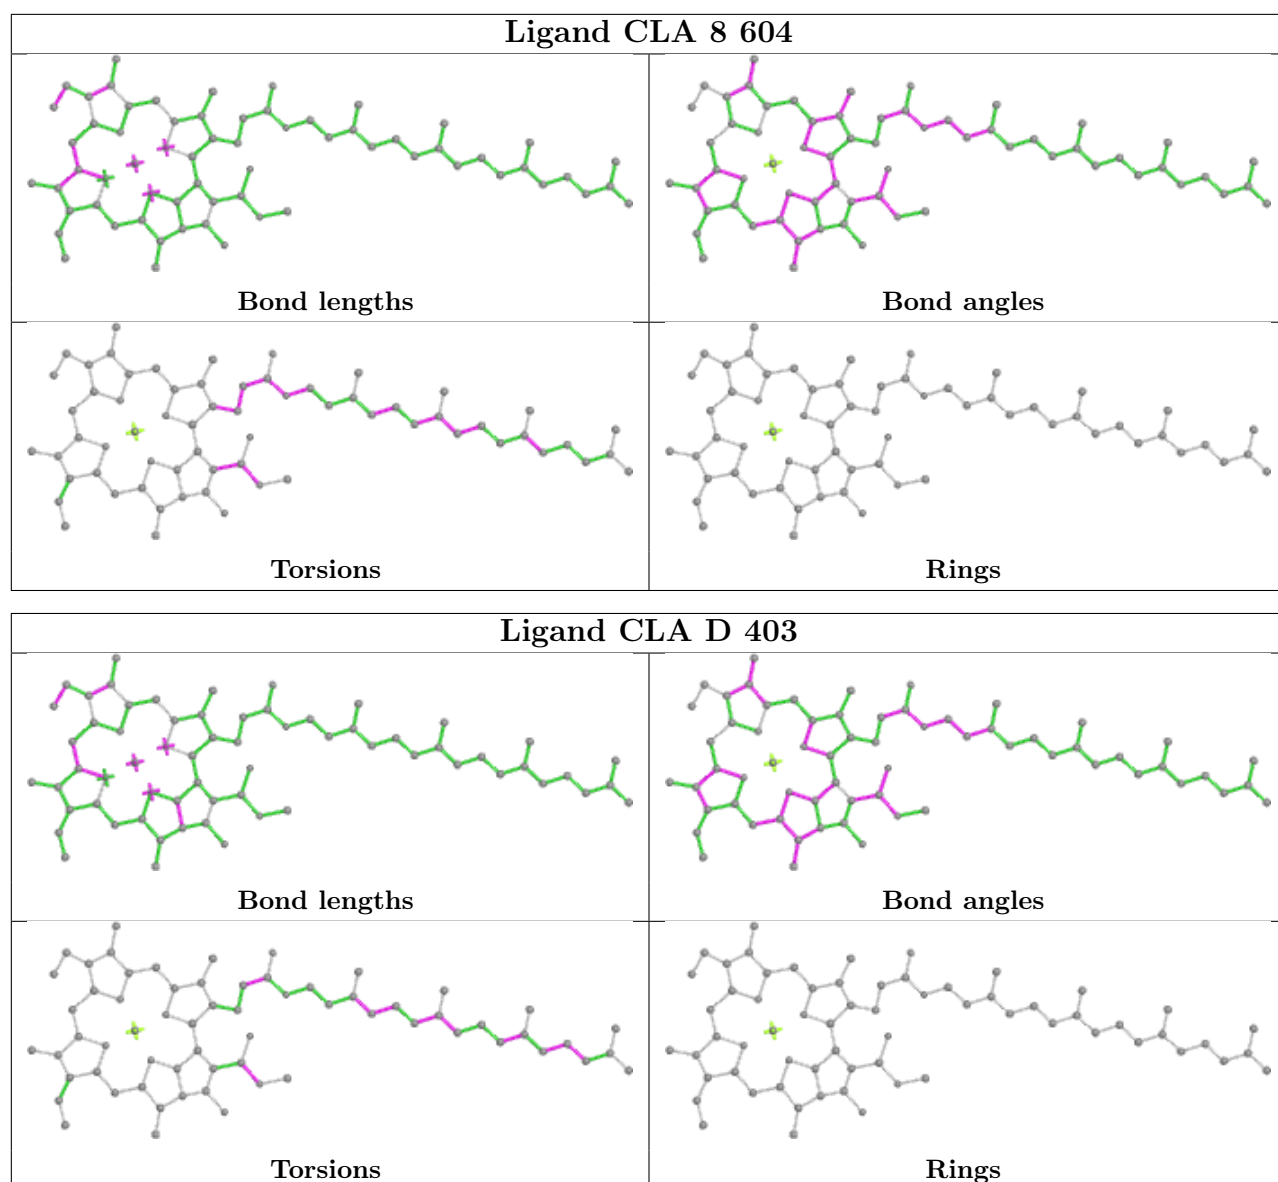 Ligand CLA 8 604
Bond lengths
Bond angles
Torsions
Rings
Ligand CLA D 403
Bond lengths
Bond angles
Torsions
Rings